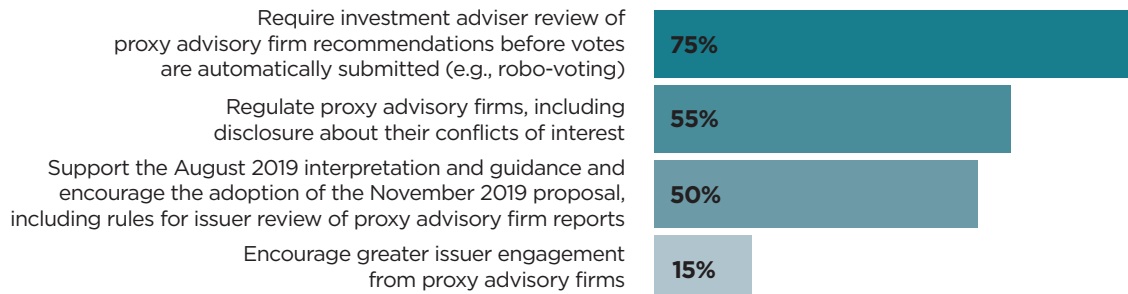 Require investment adviser review of
proxy advisory firm recommendations before votes
are automatically submitted (e.g., robo-voting)
75%
Regulate proxy advisory firms, including
disclosure about their conflicts of interest
55%
Support the August 2019 interpretation and guidance and
encourage the adoption of the November 2019 proposal,
including rules for issuer review of proxy advisory firm reports
50%
Encourage greater issuer engagement
from proxy advisory firms
15%